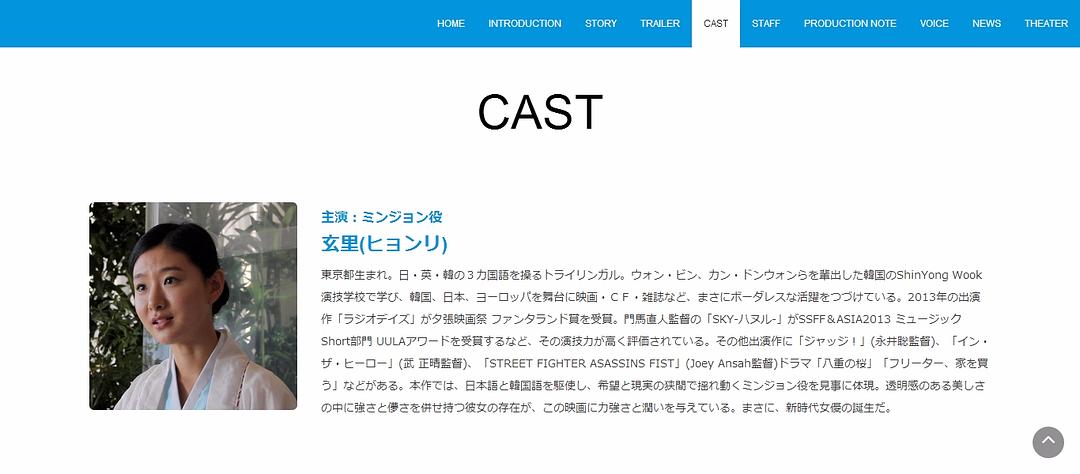 HOME INTRODUCTION STORY TRAILER CAST STAFF PRODUCTION NOTE VOICE NEWS THEATER
CAST
主演：ミンジョン役
玄里(ヒョンリ)
東京都生まれ。日・英・韓の３カ国語を操るトライリンガル。ウォン・ビン、カン・ドンウォンらを輩出した韓国のShinYong Wook
演技学校で学び、韓国、日本、ヨーロッパを舞台に映画・ＣＦ・雑誌など、まさにボーダレスな活躍をつづけている。2013年の出演
作「ラジオデイズ」が夕張映画祭 ファンタランド賞を受賞。門馬直人監督の「SKY-ハヌル-」がSSFF＆ASIA2013 ミュージック
Short部門 UULAアワードを受賞するなど、その演技力が高く評価されている。その他出演作に「ジャッジ！」(永井聡監督)、「イン・
ザ・ヒーロー」(武 正晴監督)、「STREET FIGHTER ASASSINS FIST」(Joey Ansah監督)ドラマ「八重の桜」「フリーター、家を買
う」などがある。本作では、日本語と韓国語を駆使し、希望と現実の狭間で揺れ動くミンジョン役を見事に体現。透明感のある美しさ
の中に強さと儚さを併せ持つ彼女の存在が、この映画に力強さと潤いを与えている。まさに、新時代女優の誕生だ。